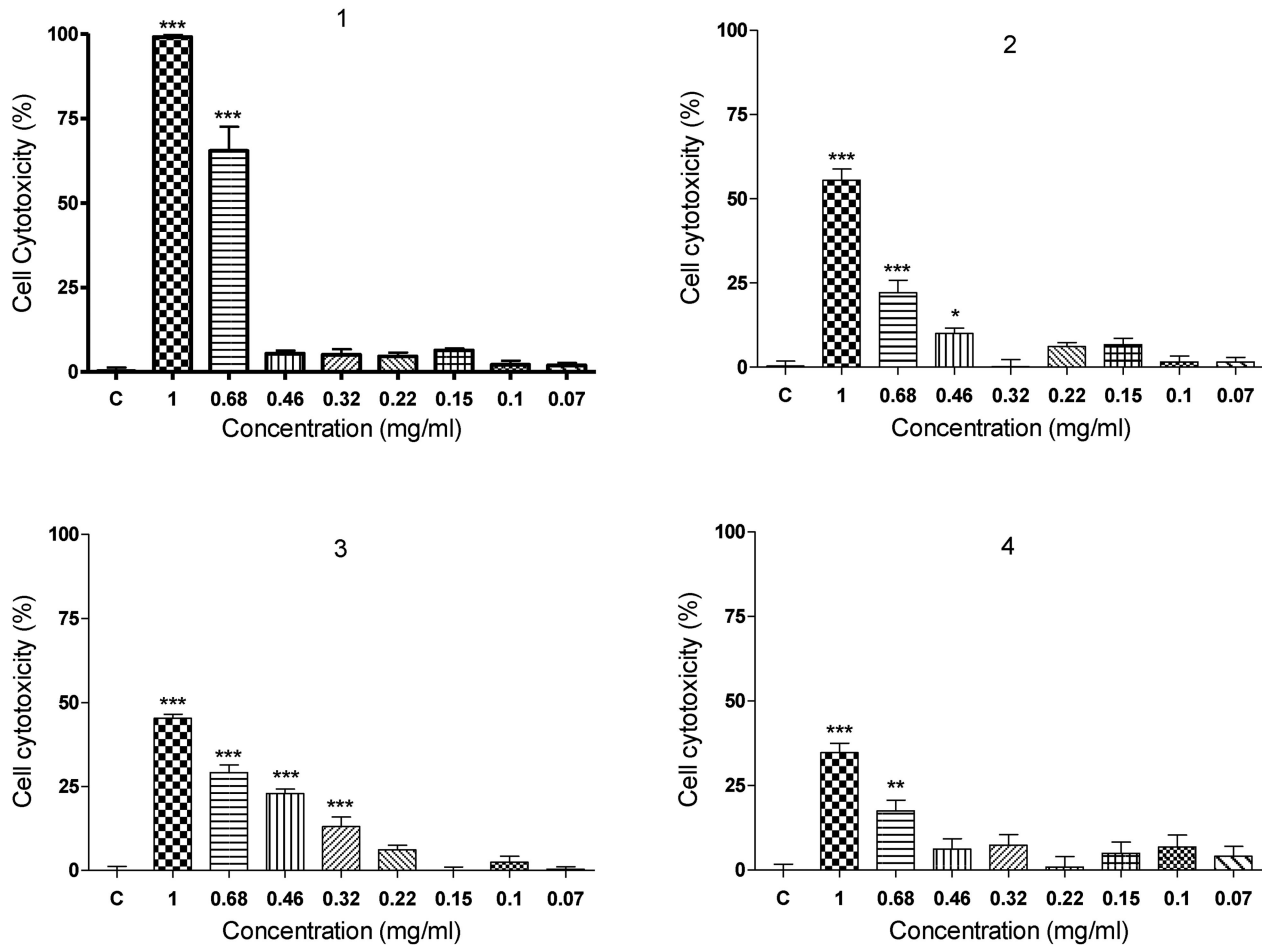 1
Cell Cytotoxicity (%)
100
75
50
25
0
***
***
C 1 0.68 0.46 0.32 0.22 0.15 0.1 0.07
Concentration (mg/ml)
2
Cell cytotoxicity (%)
100
75
50
25
0
***
***
*
C 1 0.68 0.46 0.32 0.22 0.15 0.1 0.07
Concentration (mg/ml)
3
Cell cytotoxicity (%)
100
75
50
25
0
***
***
***
***
C 1 0.68 0.46 0.32 0.22 0.15 0.1 0.07
Concentration (mg/ml)
4
Cell cytotoxicity (%)
100
75
50
25
0
***
**
C 1 0.68 0.46 0.32 0.22 0.15 0.1 0.07
Concentration (mg/ml)